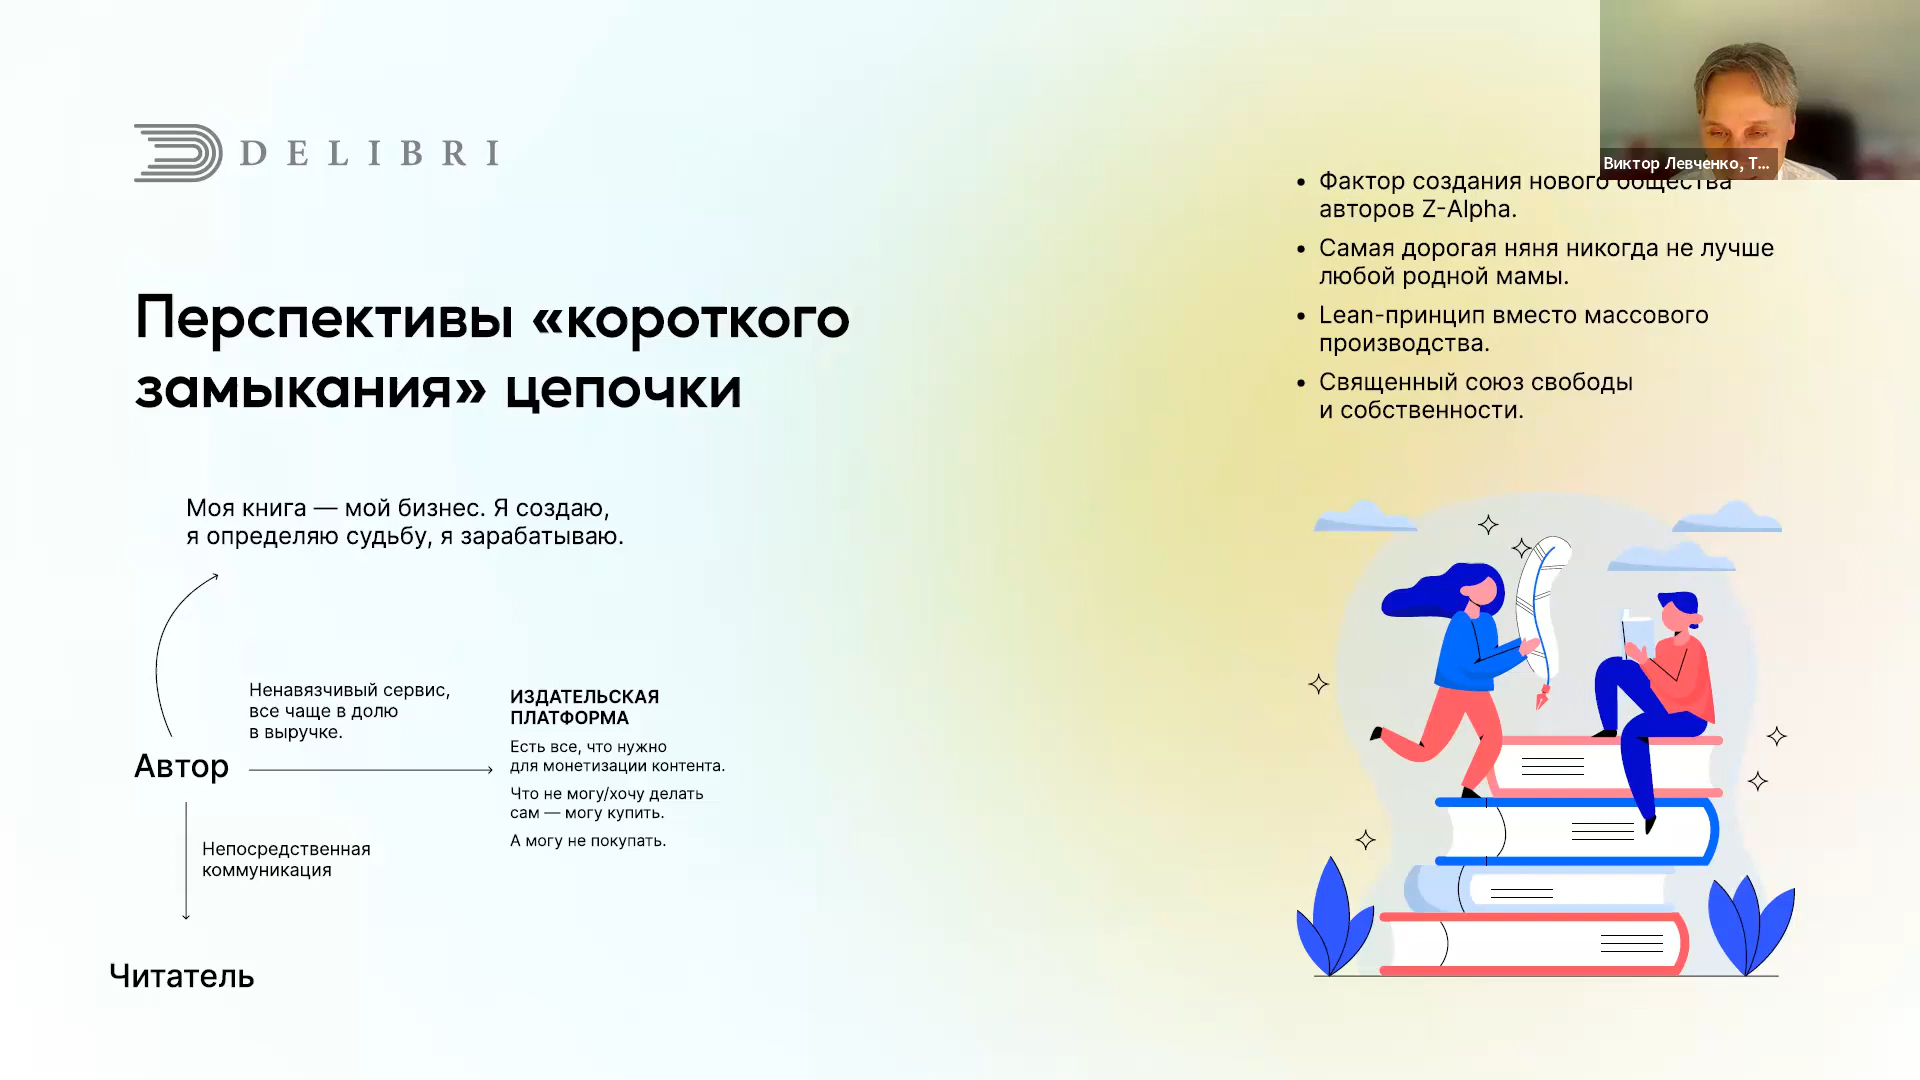 DELIBRI
Перспективы «короткого
замыкания» цепочки
Моя книга — мой бизнес. Я создаю,
я определяю судьбу, я зарабатываю.
Ненавязчивый сервис,
все чаще в долю
в выручке.
Автор
ИЗДАТЕЛЬСКАЯ
ПЛАТФОРМА
Есть все, что нужно
для монетизации контента.
Что не могу/хочу делать
сам — могу купить.
А могу не покупать.
Непосредственная
коммуникация
Читатель
Виктор Левченко, Т...
• Фактор создания нового общества
авторов Z-Alpha.
• Самая дорогая няня никогда не лучше
любой родной мамы.
• Lean-принцип вместо массового
производства.
• Священный союз свободы
и собственности.